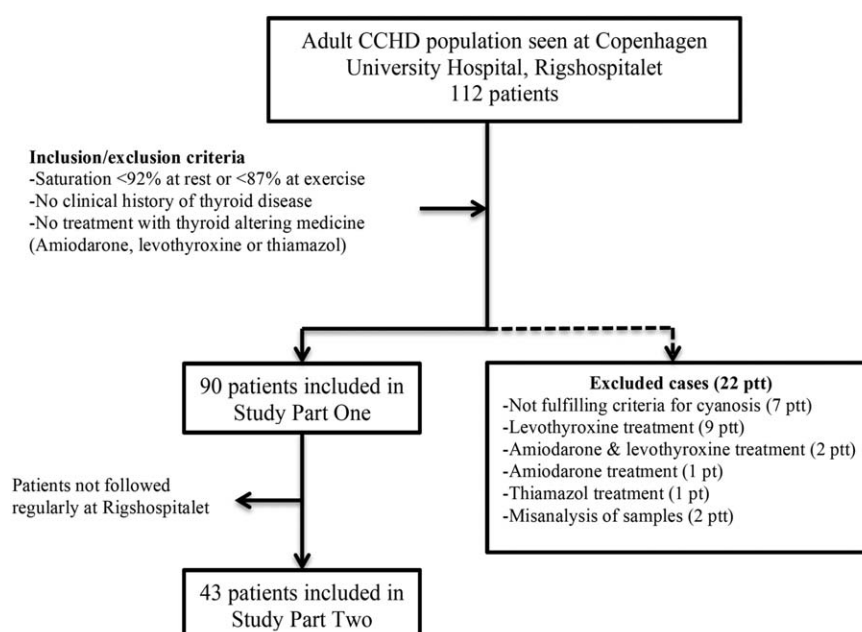 Adult CCHD population seen at Copenhagen
University Hospital, Rigshospitalet
112 patients
Inclusion/exclusion criteria
-Saturation <92% at rest or <87% at exercise
-No clinical history of thyroid disease
-No treatment with thyroid altering medicine
(Amiodarone, levothyroxine or thiamazol)
90 patients included in
Study Part One
Excluded cases (22 ptt)
-Not fulfilling criteria for cyanosis (7 ptt)
-Levothyroxine treatment (9 ptt)
-Amiodarone & levothyroxine treatment (2 ptt)
-Amiodarone treatment (1 pt)
-Thiamazol treatment (1 pt)
-Misanalysis of samples (2 ptt)
Patients not followed
regularly at Rigshospitalet
43 patients included in
Study Part Two